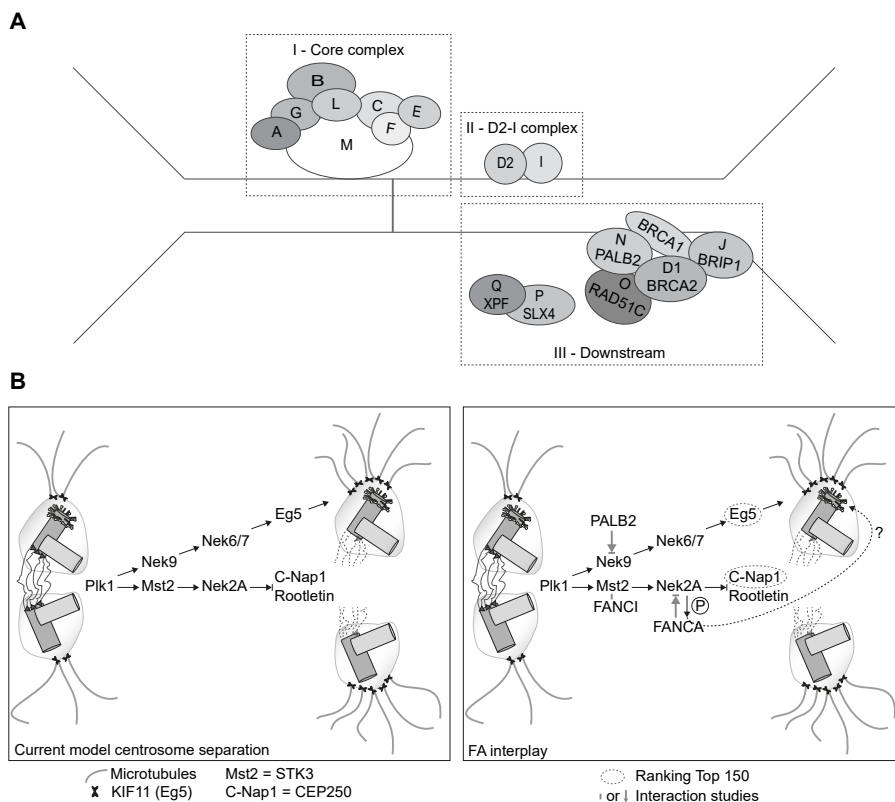 A
I - Core complex
B
G
L
C
E
A
F
M
II - D2-I complex
D2
I
BRCA1
N
PALB2
J
BRIP1
D1
BRCA2
O
RAD51C
Q
XPF
P
SLX4
III - Downstream
B
Eg5
Nek6/7
Nek9
Plk1
Mst2
Nek2A
C-Nap1
Rootletin
Current model centrosome separation
PALB2
Eg5
?
Nek6/7
Nek9
Plk1
Mst2
Nek2A
C-Nap1
Rootletin
FANCI
P
FANCA
FA interplay
Microtubules
Mst2 = STK3
KIF11 (Eg5)
C-Nap1 = CEP250
Ranking Top 150
or
Interaction studies